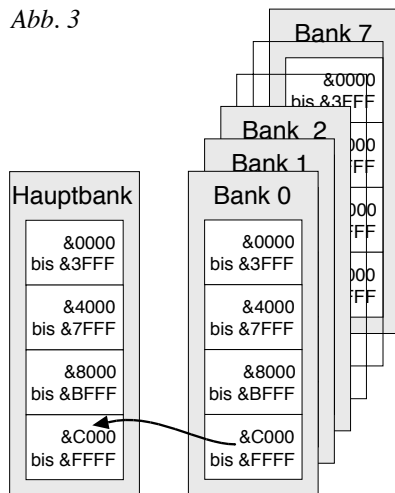 Abb. 3
Bank 7
&0000
bis &3FFF
Bank 2
Bank 1
Hauptbank
&0000
bis &3FFF
&4000
bis &7FFF
&8000
bis &BFFF
&C000
bis &FFFF
Bank 0
&0000
bis &3FFF
&4000
bis &7FFF
&8000
bis &BFFF
&C000
bis &FFFF